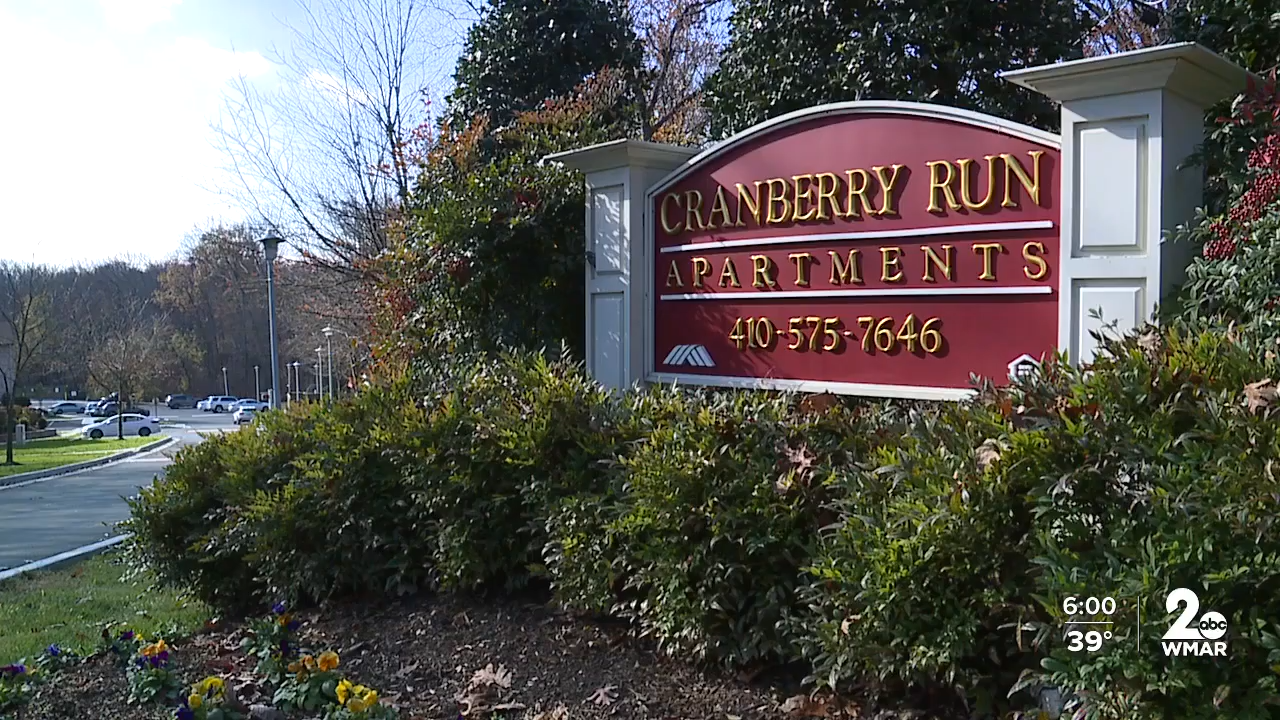 CRANBERRY RUN
APARTMENTS
410-575-7646
6:00
39°
2 abc
WMAR